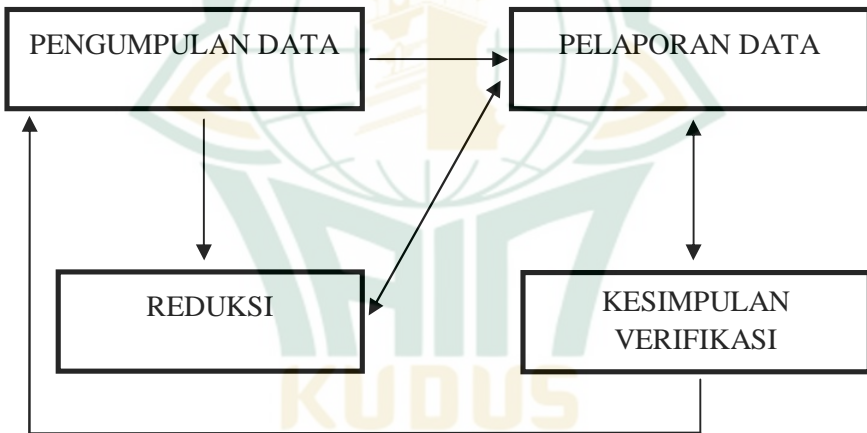 PENGUMPULAN DATA
PELAPORAN DATA
REDUKSI
KESIMPULAN
VERIFIKASI
KUDUS